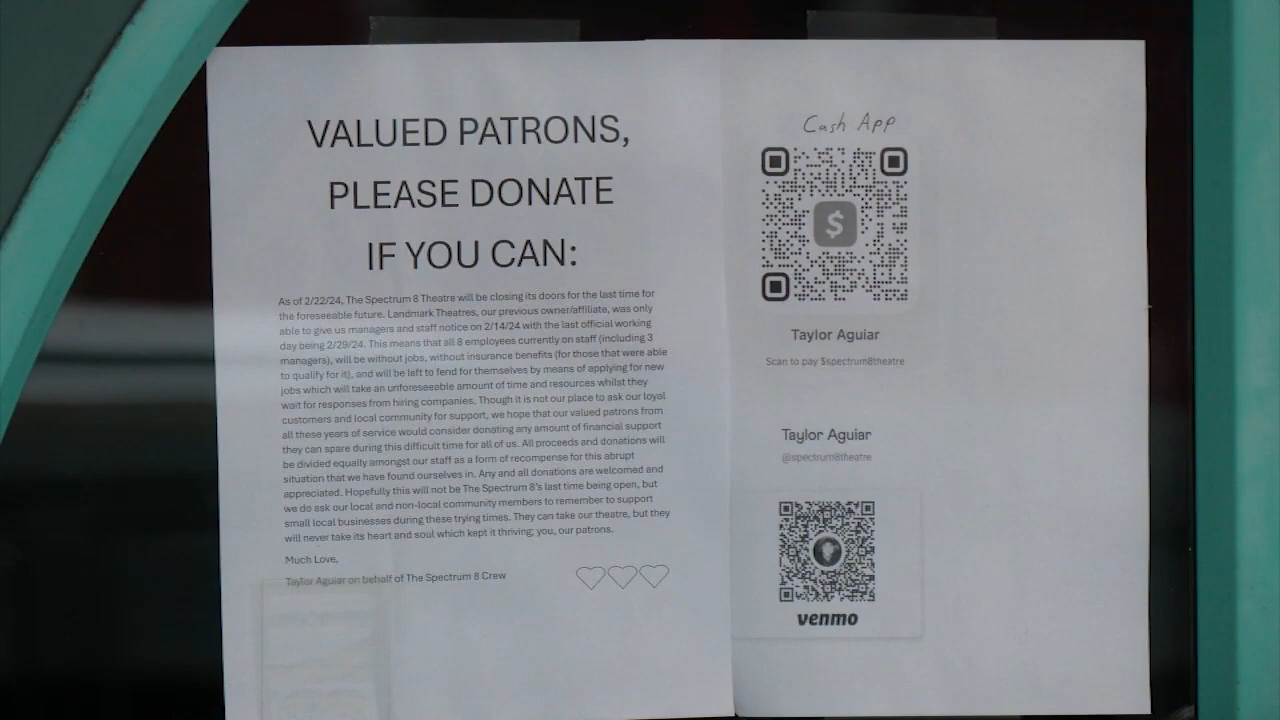 VALUED PATRONS,
PLEASE DONATE
IF YOU CAN:
As of 2/22/24, The Spectrum 8 Theatre will be closing its doors for the last time for
the foreseeable future. Landmark Theatres, our previous owner/affiliate, was only
able to give us managers and staff notice on 2/14/24 with the last official working
day being 2/29/24. This means that all 8 employees currently on staff (including 3
managers), will be without jobs, without insurance benefits (for those that were able
to qualify for it), and will be left to fend for themselves by means of applying for new
jobs which will take an unforeseeable amount of time and resources whilst they
wait for responses from hiring companies. Though it is not our place to ask our loyal
customers and local community for support, we hope that our valued patrons from
all these years of service would consider donating any amount of financial support
they can spare during this difficult time for all of us. All proceeds and donations will
be divided equally amongst our staff as a form of recompense for this abrupt
situation that we have found ourselves in. Any and all donations are welcomed and
appreciated. Hopefully this will not be The Spectrum 8's last time being open, but
we do ask our local and non-local community members to remember to support
small local businesses during these trying times. They can take our theatre, but they
will never take its heart and soul which kept it thriving; you, our patrons.
Much Love,
Taylor Aguiar on behalf of The Spectrum 8 Crew
Cash App
$
Taylor Aguiar
Scan to pay $spectrum8theatre
Taylor Aguiar
@spectrum8theatre
venmo